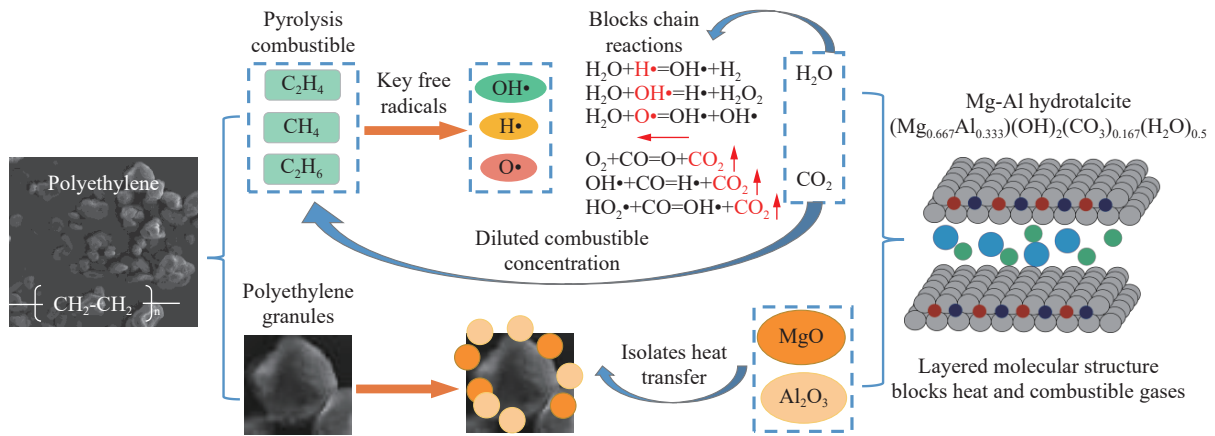 Pyrolysis
combustible
C₂H₄
CH₄
C₂H₆
Key free
radicals
OH•
H•
O•
Blocks chain
reactions
H₂O+H•=OH•+H₂
H₂O+OH•=H•+H₂O₂
H₂O+O•=OH•+OH•
O₂+CO=O+CO₂
OH•+CO=H•+CO₂
HO₂•+CO=OH•+CO₂
H₂O
CO₂
Diluted combustible
concentration
Mg-Al hydrotalcite
(Mg₀.₆₆₇Al₀.₃₃₃)(OH)₂(CO₃)₀.₁₆₇(H₂O)₀.₅
Polyethylene
CH₂-CH₂
n
Polyethylene
granules
Isolates heat
transfer
MgO
Al₂O₃
Layered molecular structure
blocks heat and combustible gases